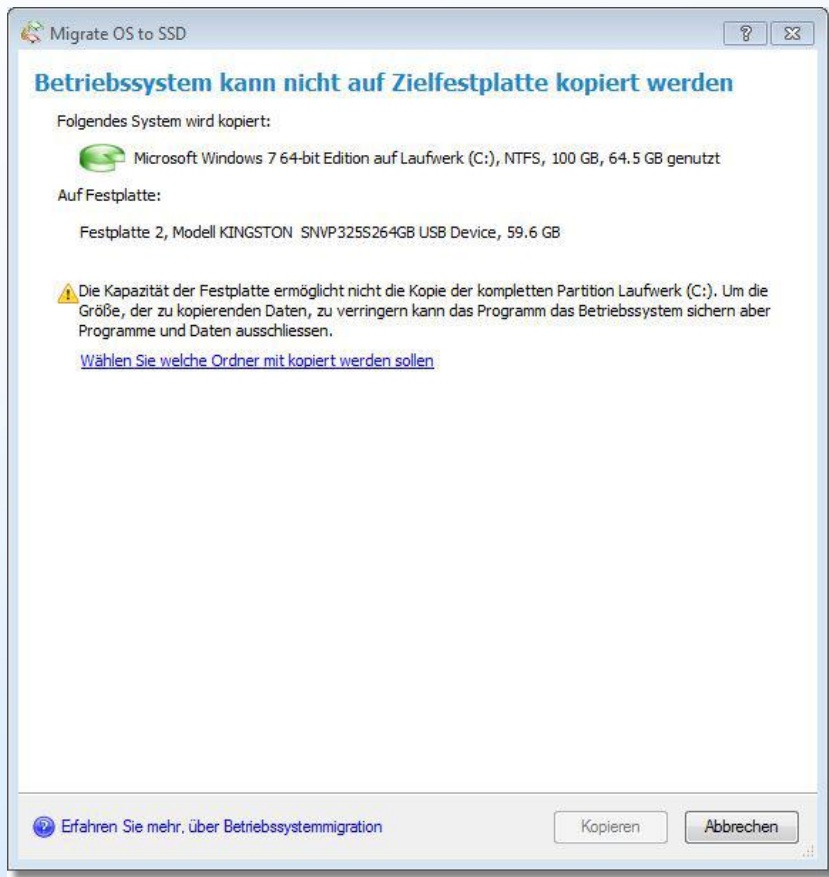 Migrate OS to SSD
Betriebssystem kann nicht auf Zielfestplatte kopiert werden
Folgendes System wird kopiert:
Microsoft Windows 7 64-bit Edition auf Laufwerk (C:), NTFS, 100 GB, 64.5 GB genutzt
Auf Festplatte:
Festplatte 2, Modell KINGSTON SNVP325S264GB USB Device, 59.6 GB
Die Kapazität der Festplatte ermöglicht nicht die Kopie der kompletten Partition Laufwerk (C:). Um die
Größe, der zu kopierenden Daten, zu verringern kann das Programm das Betriebssystem sichern aber
Programme und Daten ausschliessen.
Wählen Sie welche Ordner mit kopiert werden sollen
Erfahren Sie mehr, über Betriebssystemmigration
Kopieren
Abbrechen